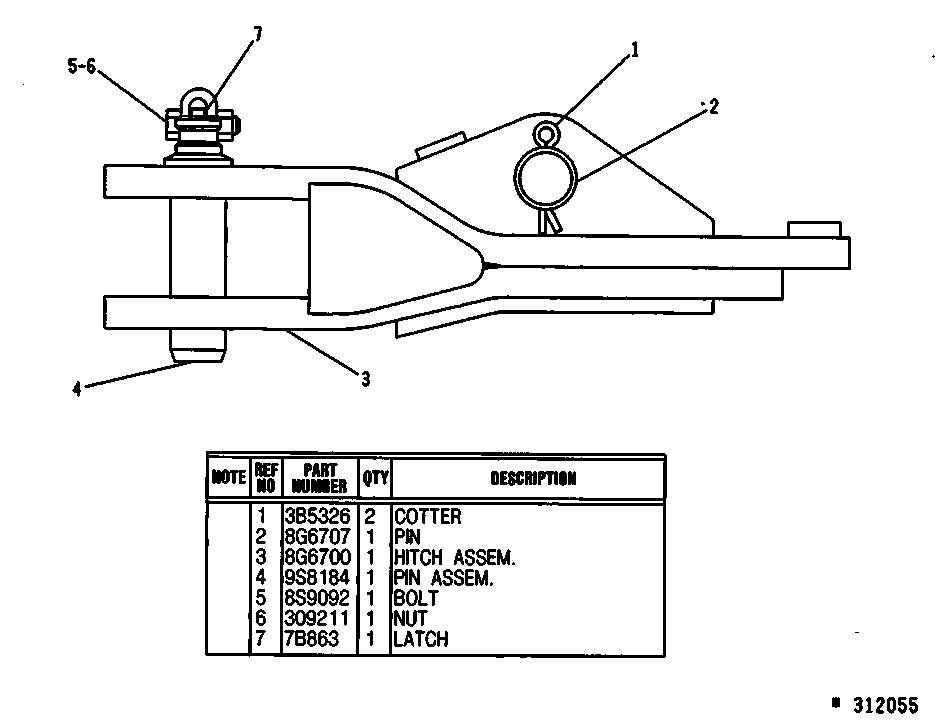 7
5-6
1
2
3
4
NOTE REF NO PART NUMBER QTY DESCRIPTION
1 3B5326 2 COTTER
2 8G6707 1 PIN
3 8G6700 1 HITCH ASSEM.
4 9S8184 1 PIN ASSEM.
5 8S9092 1 BOLT
6 309211 1 NUT
7 7B863 1 LATCH
* 312055